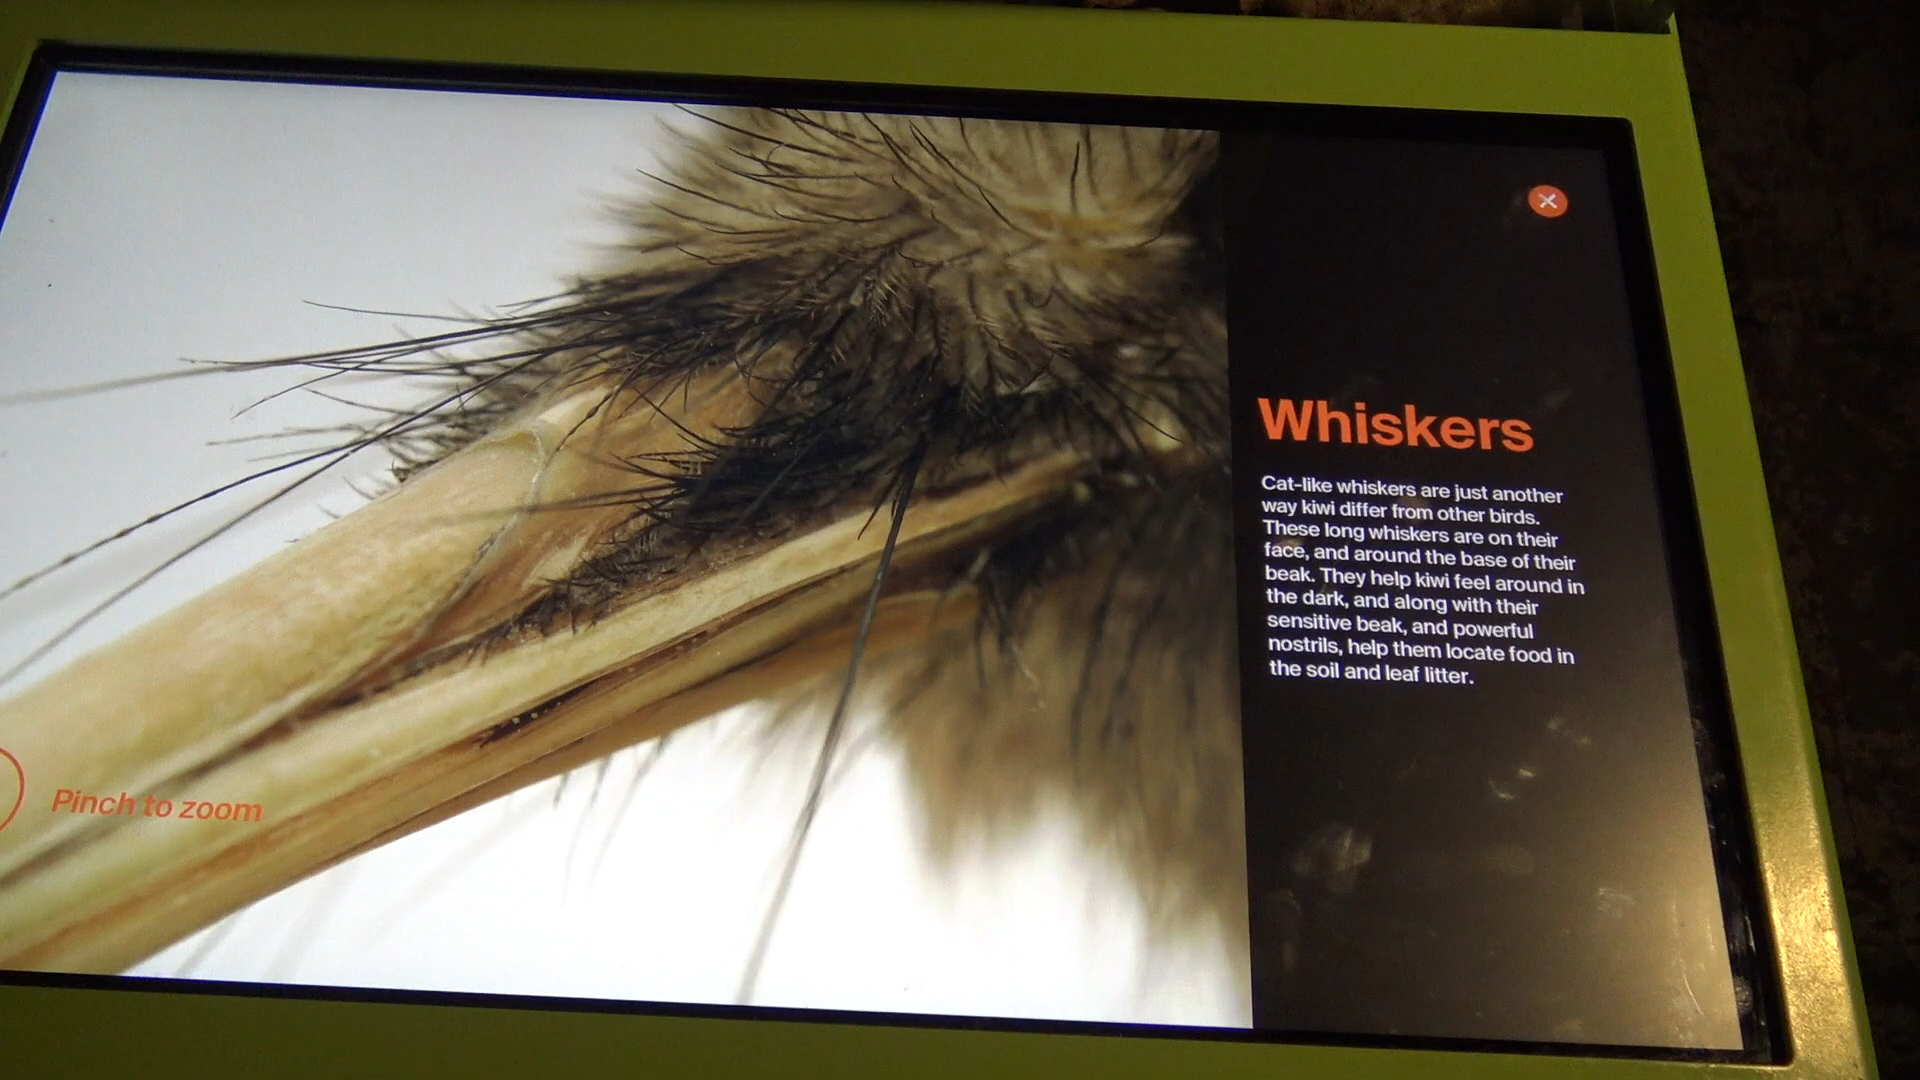 Whiskers
Cat-like whiskers are just another
way kiwi differ from other birds.
These long whiskers are on their
face, and around the base of their
beak. They help kiwi feel around in
the dark, and along with their
sensitive beak, and powerful
nostrils, help them locate food in
the soil and leaf litter.
Pinch to zoom